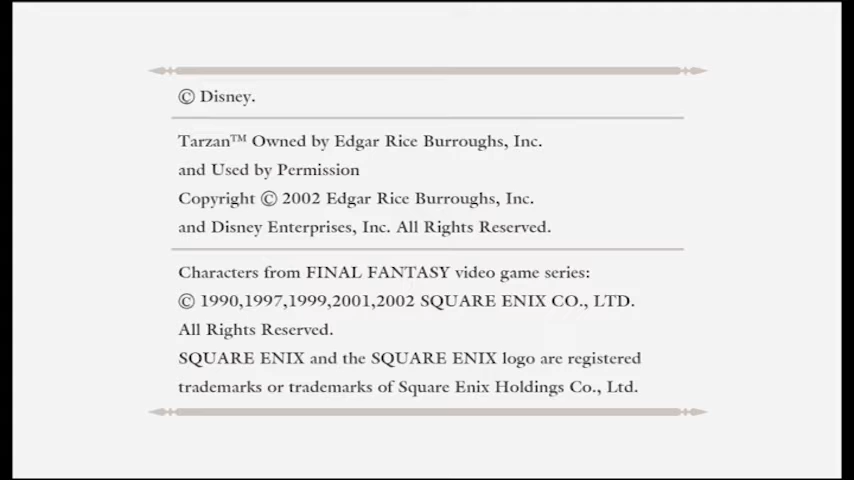 © Disney.
Tarzan™ Owned by Edgar Rice Burroughs, Inc.
and Used by Permission
Copyright © 2002 Edgar Rice Burroughs, Inc.
and Disney Enterprises, Inc. All Rights Reserved.
Characters from FINAL FANTASY video game series:
© 1990,1997,1999,2001,2002 SQUARE ENIX CO., LTD.
All Rights Reserved.
SQUARE ENIX and the SQUARE ENIX logo are registered
trademarks or trademarks of Square Enix Holdings Co., Ltd.